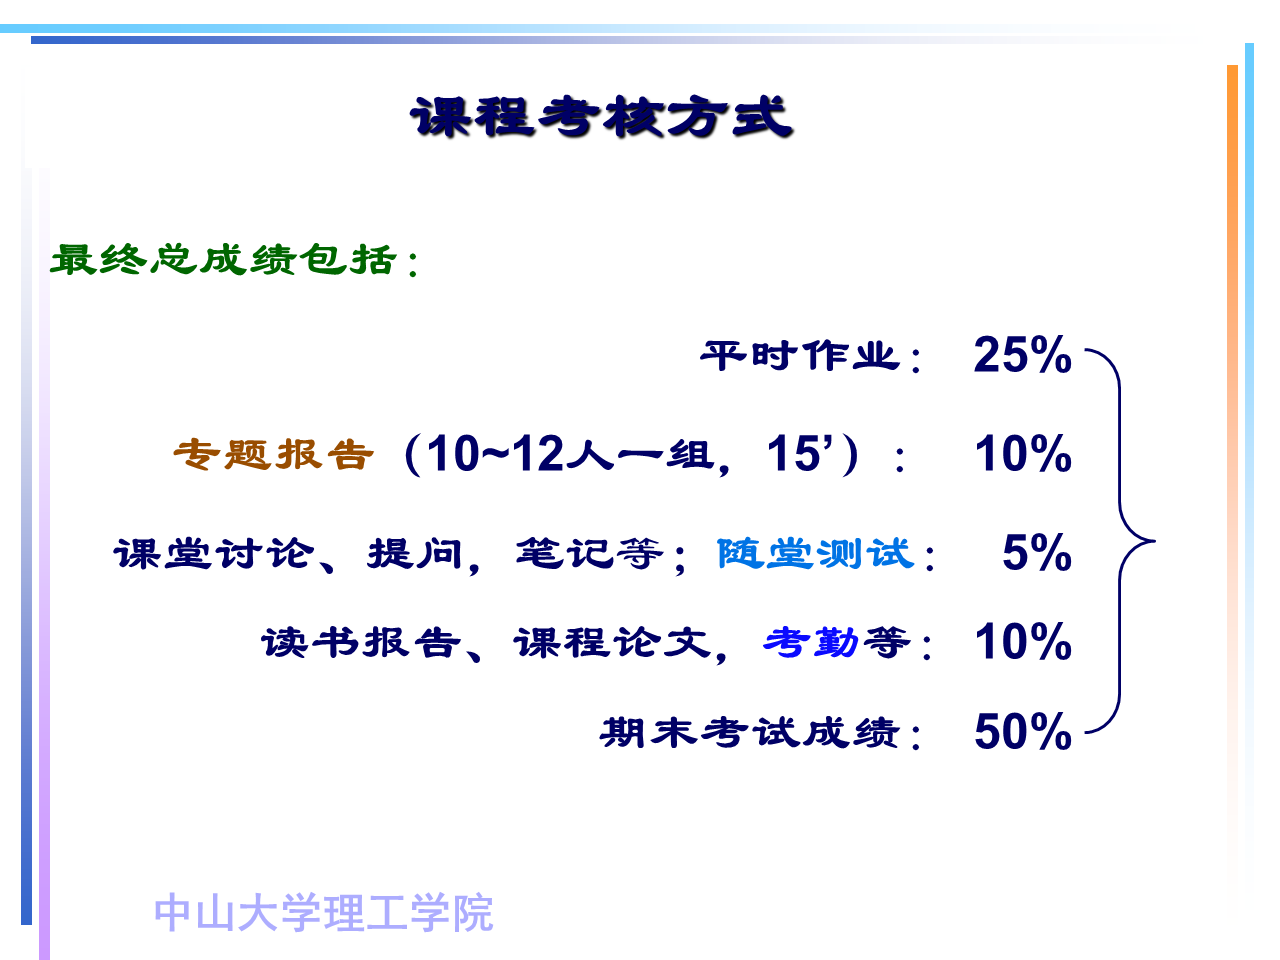 课程考核方式
最终总成绩包括：
平时作业： 25%
专题报告（10~12人一组，15’）： 10%
课堂讨论、提问，笔记等；随堂测试： 5%
读书报告、课程论文，考勤等： 10%
期末考试成绩： 50%
中山大学理工学院